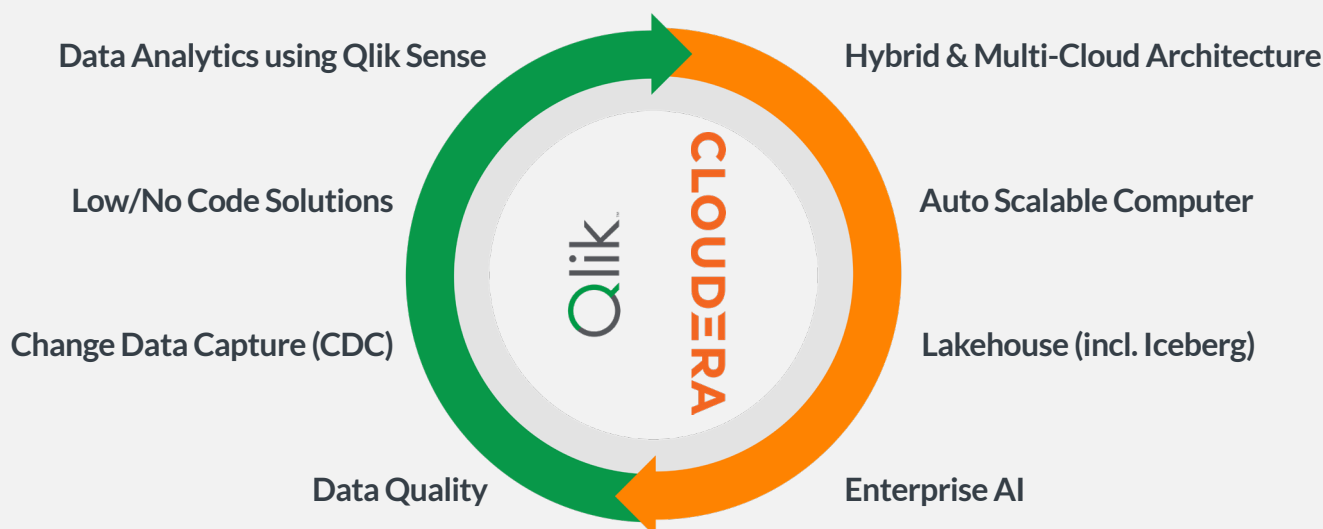 Data Analytics using Qlik Sense
Hybrid & Multi-Cloud Architecture
Low/No Code Solutions
Auto Scalable Computer
Change Data Capture (CDC)
Lakehouse (incl. Iceberg)
Data Quality
Enterprise AI
Qlik™
CLOUDERA